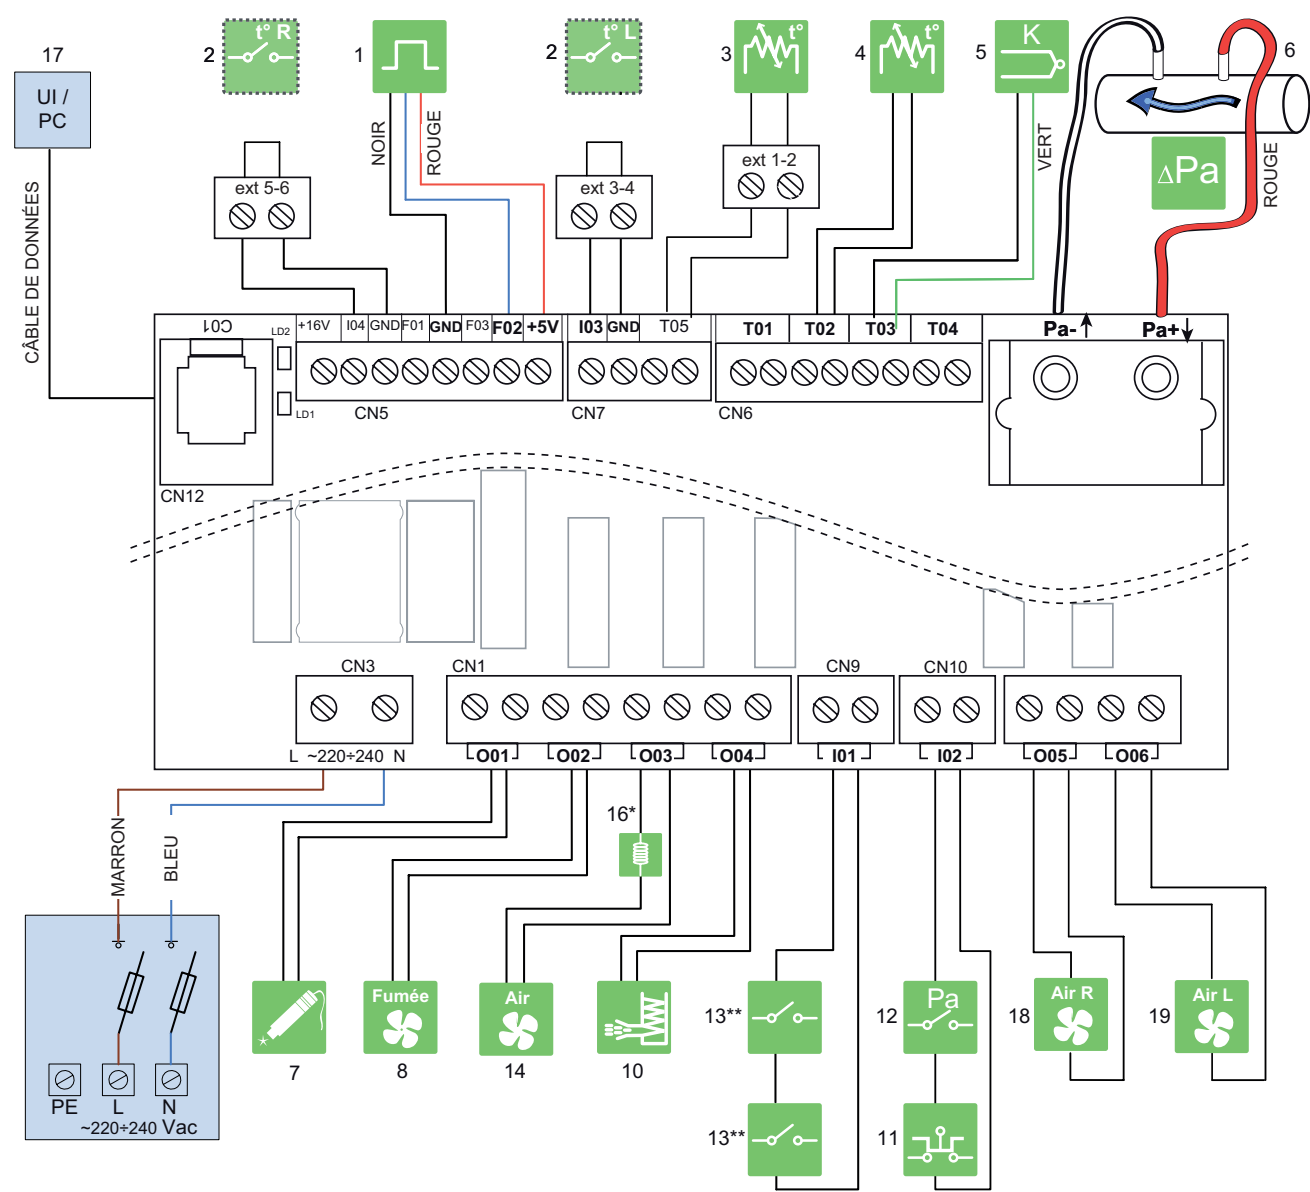 17
UI /
PC
CÂBLE DE DONNÉES
2
t° R
1
NOIR
ROUGE
2
t° L
3
t°
4
t°
5
K
VERT
6
ROUGE
ΔPa
ext 5-6
ext 3-4
ext 1-2
C01
LD2
LD1
+16V
I04
GND
F01
GND
F03
F02
+5V
I03
GND
T05
T01
T02
T03
T04
Pa-
Pa+
CN12
CN5
CN7
CN6
CN3
CN1
CN9
CN10
L ~220÷240 N
O01
O02
O03
O04
I01
I02
O05
O06
MARRON
BLEU
16*
PE
L
N
~220÷240 Vac
7
Fumée
8
Air
14
10
13**
13**
Pa
12
11
Air R
18
Air L
19